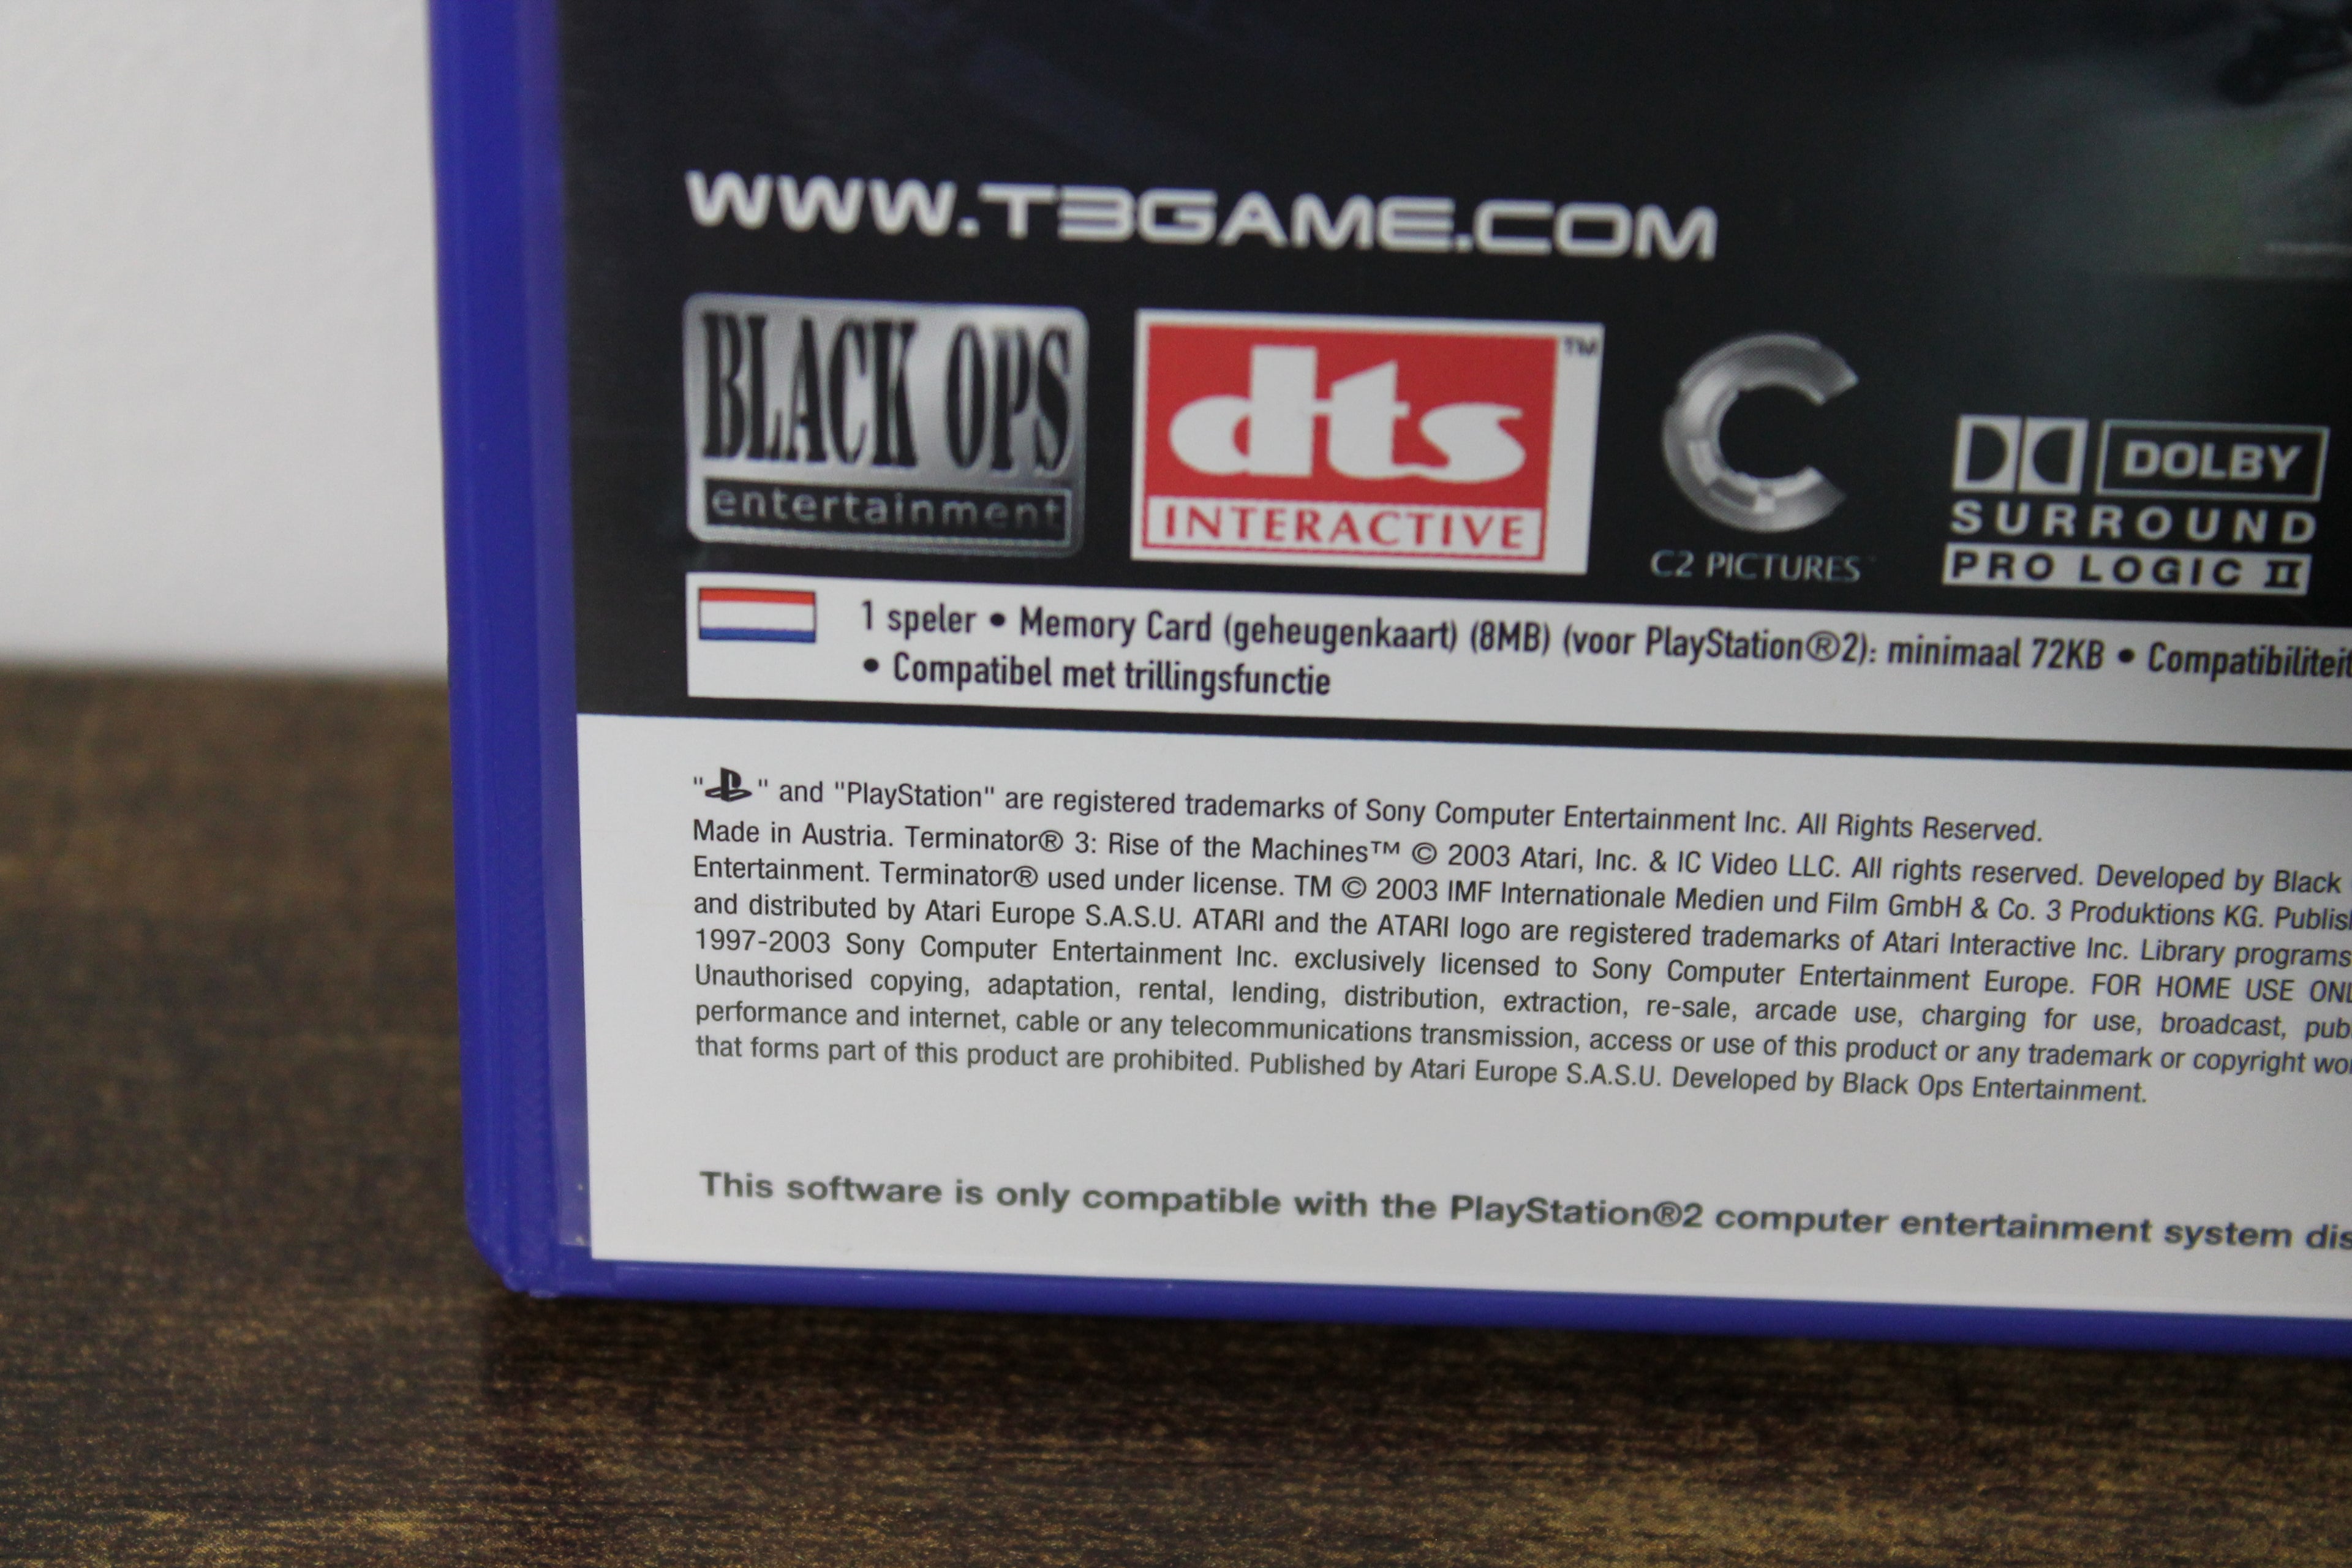 WWW.T3GAME.COM
BLACK OPS
entertainment
dts ™
INTERACTIVE
C2 PICTURES
DOLBY
SURROUND
PRO LOGIC II
1 speler • Memory Card (geheugenkaart) (8MB) (voor PlayStation®2): minimaal 72KB • Compatibiliteit
• Compatibel met trillingsfunctie
" " and "PlayStation" are registered trademarks of Sony Computer Entertainment Inc. All Rights Reserved.
Made in Austria. Terminator® 3: Rise of the Machines™ © 2003 Atari, Inc. & IC Video LLC. All rights reserved. Developed by Black
Entertainment. Terminator® used under license. TM © 2003 IMF Internationale Medien und Film GmbH & Co. 3 Produktions KG. Publis
and distributed by Atari Europe S.A.S.U. ATARI and the ATARI logo are registered trademarks of Atari Interactive Inc. Library programs
1997-2003 Sony Computer Entertainment Inc. exclusively licensed to Sony Computer Entertainment Europe. FOR HOME USE ONL
Unauthorised copying, adaptation, rental, lending, distribution, extraction, re-sale, arcade use, charging for use, broadcast, pub
performance and internet, cable or any telecommunications transmission, access or use of this product or any trademark or copyright wo
that forms part of this product are prohibited. Published by Atari Europe S.A.S.U. Developed by Black Ops Entertainment.
This software is only compatible with the PlayStation®2 computer entertainment system dis